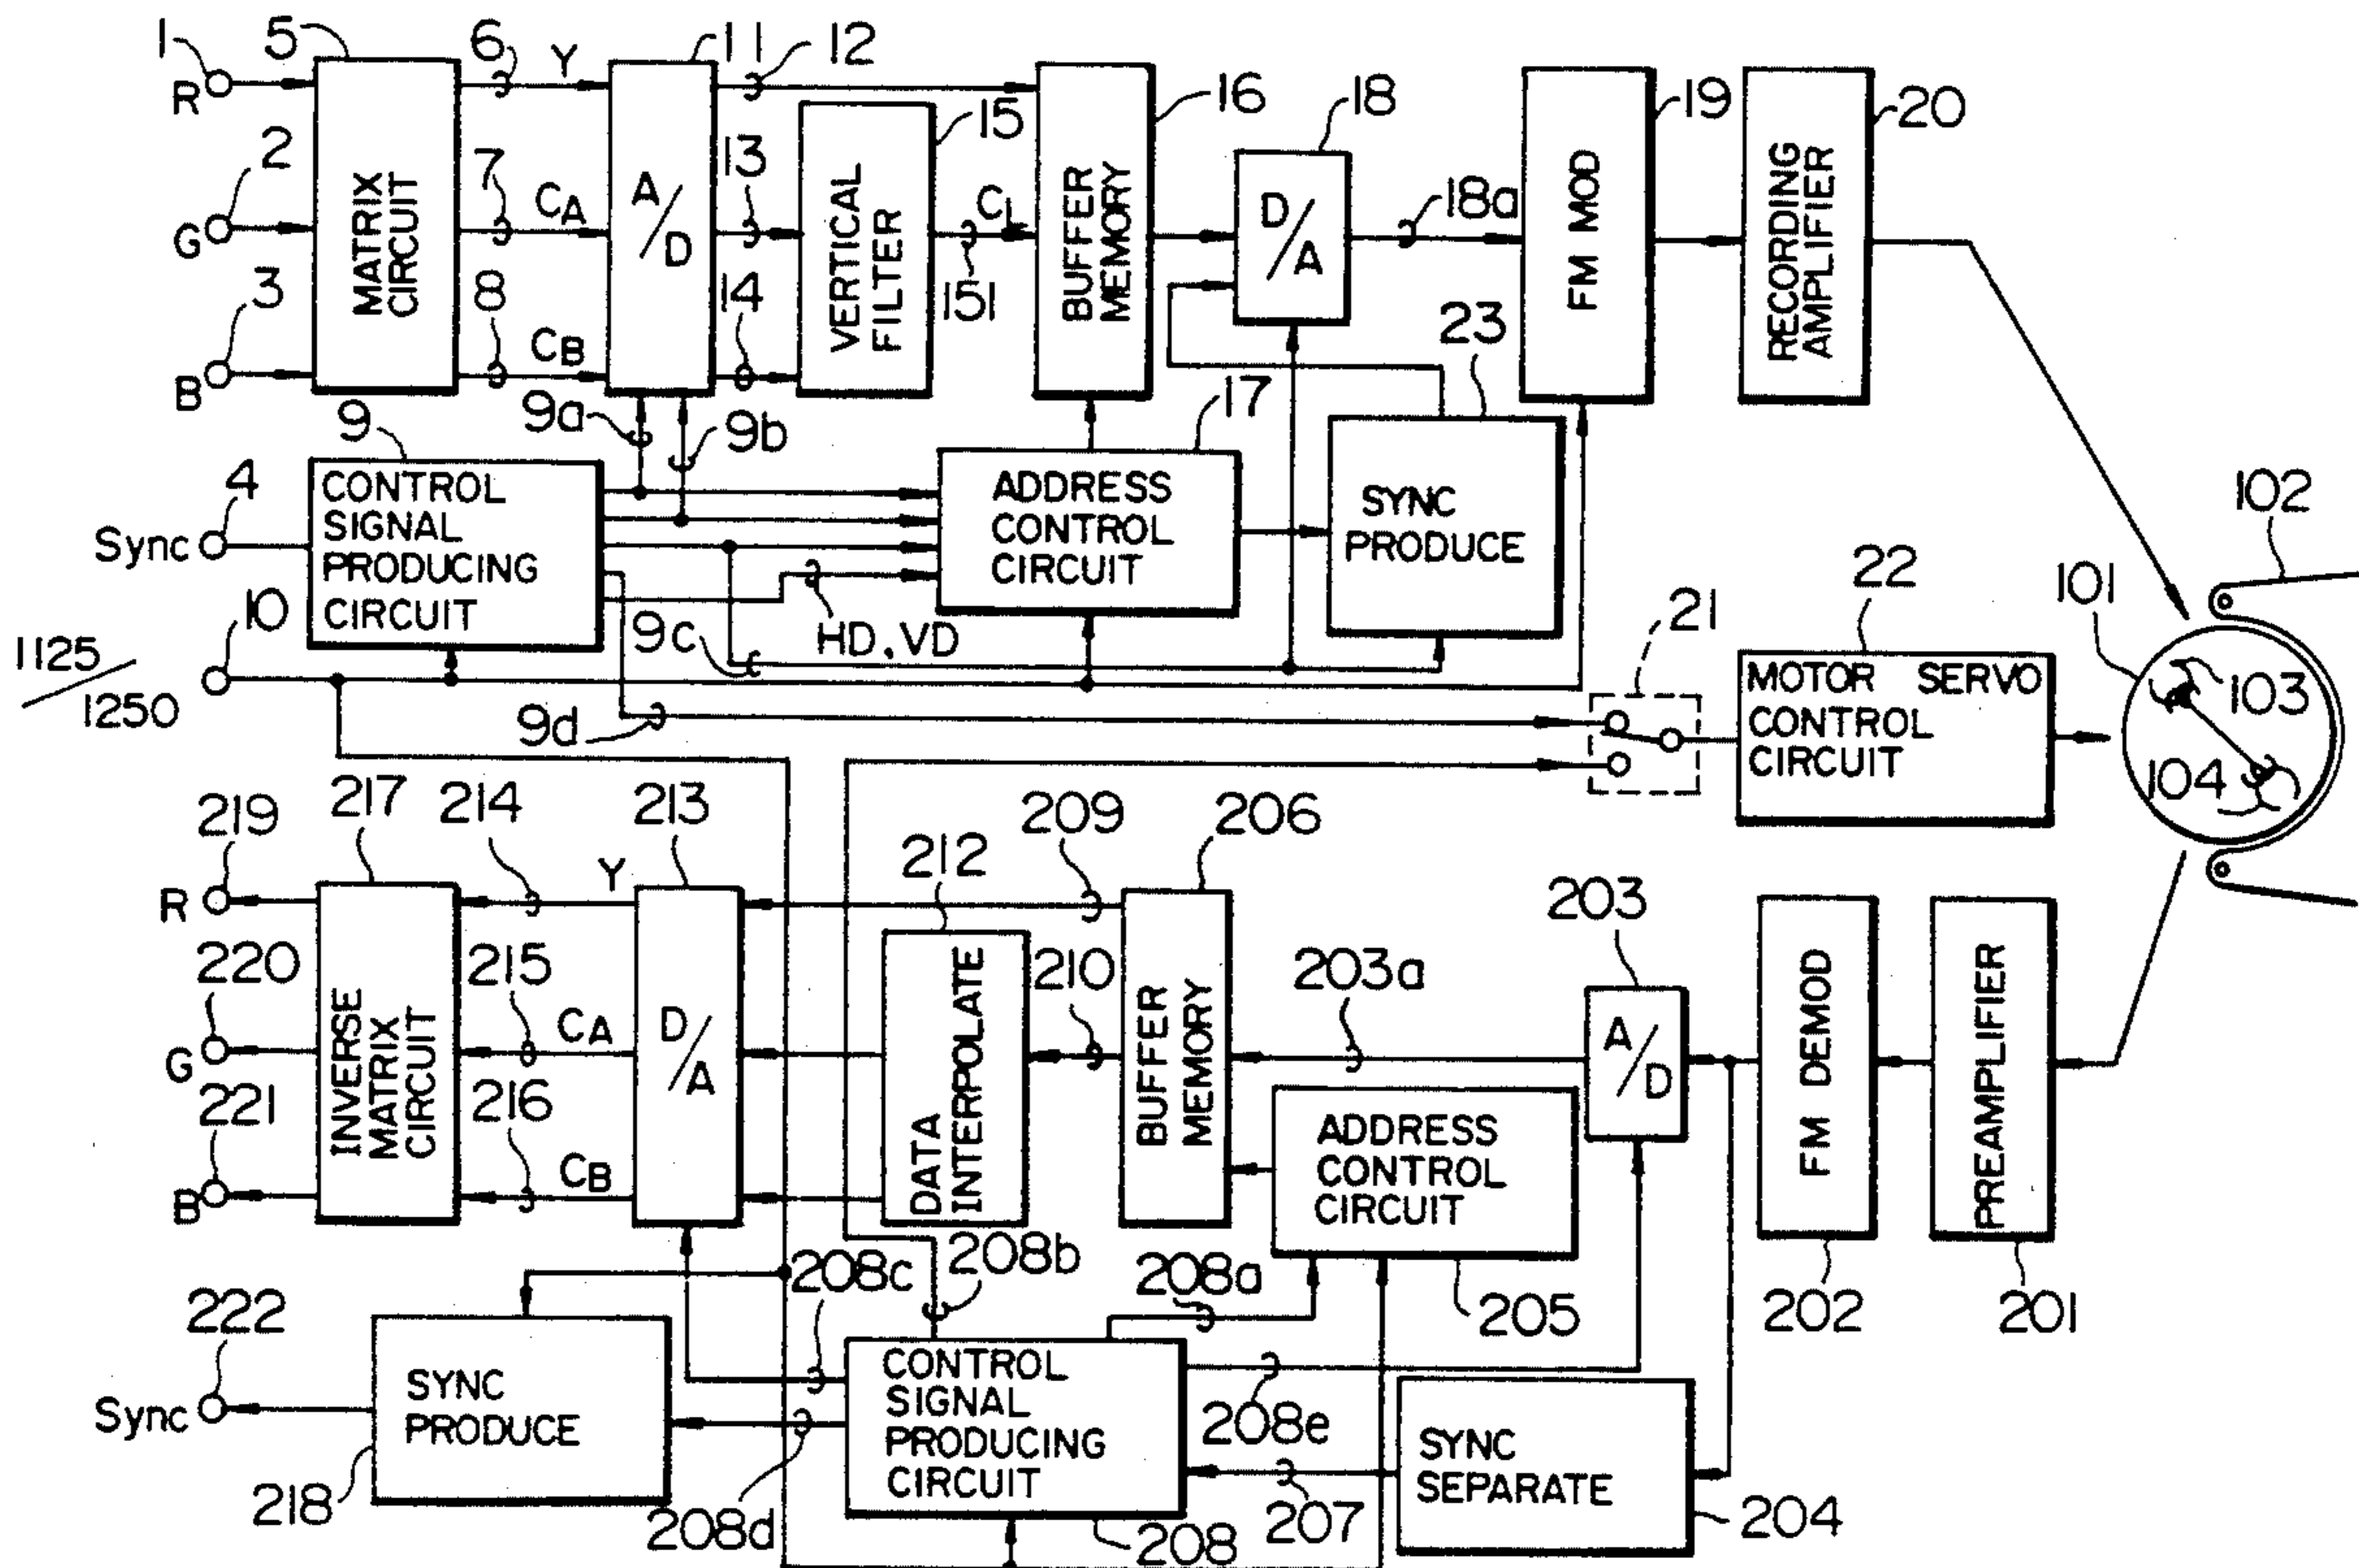 1 5 6 Y 11 12
R
2 7 CA 13 15 16 18 19 20
G
3 8 CB 14 CL 151 18a 23
B
MATRIX
CIRCUIT
A/D
VERTICAL
FILTER
BUFFER
MEMORY
D/A
FM MOD
RECORDING
AMPLIFIER
9 9a 9b 17
4
Sync
CONTROL
SIGNAL
PRODUCING
CIRCUIT
ADDRESS
CONTROL
CIRCUIT
SYNC
PRODUCE
10
1125/1250
9c HD.VD
9d
21 22 101 102
MOTOR SERVO
CONTROL
CIRCUIT
103
104
219 217 214 213 212 209 206
R Y
220 215 CA 210 203a 203
G
221 216 CB
B
INVERSE
MATRIX
CIRCUIT
D/A
DATA
INTERPOLATE
BUFFER
MEMORY
ADDRESS
CONTROL
CIRCUIT
A/D
FM DEMOD
PREAMPLIFIER
208c 208b 208a 205 202 201
222
Sync
SYNC
PRODUCE
218
208d
CONTROL
SIGNAL
PRODUCING
CIRCUIT
208
208e
207
SYNC
SEPARATE
204